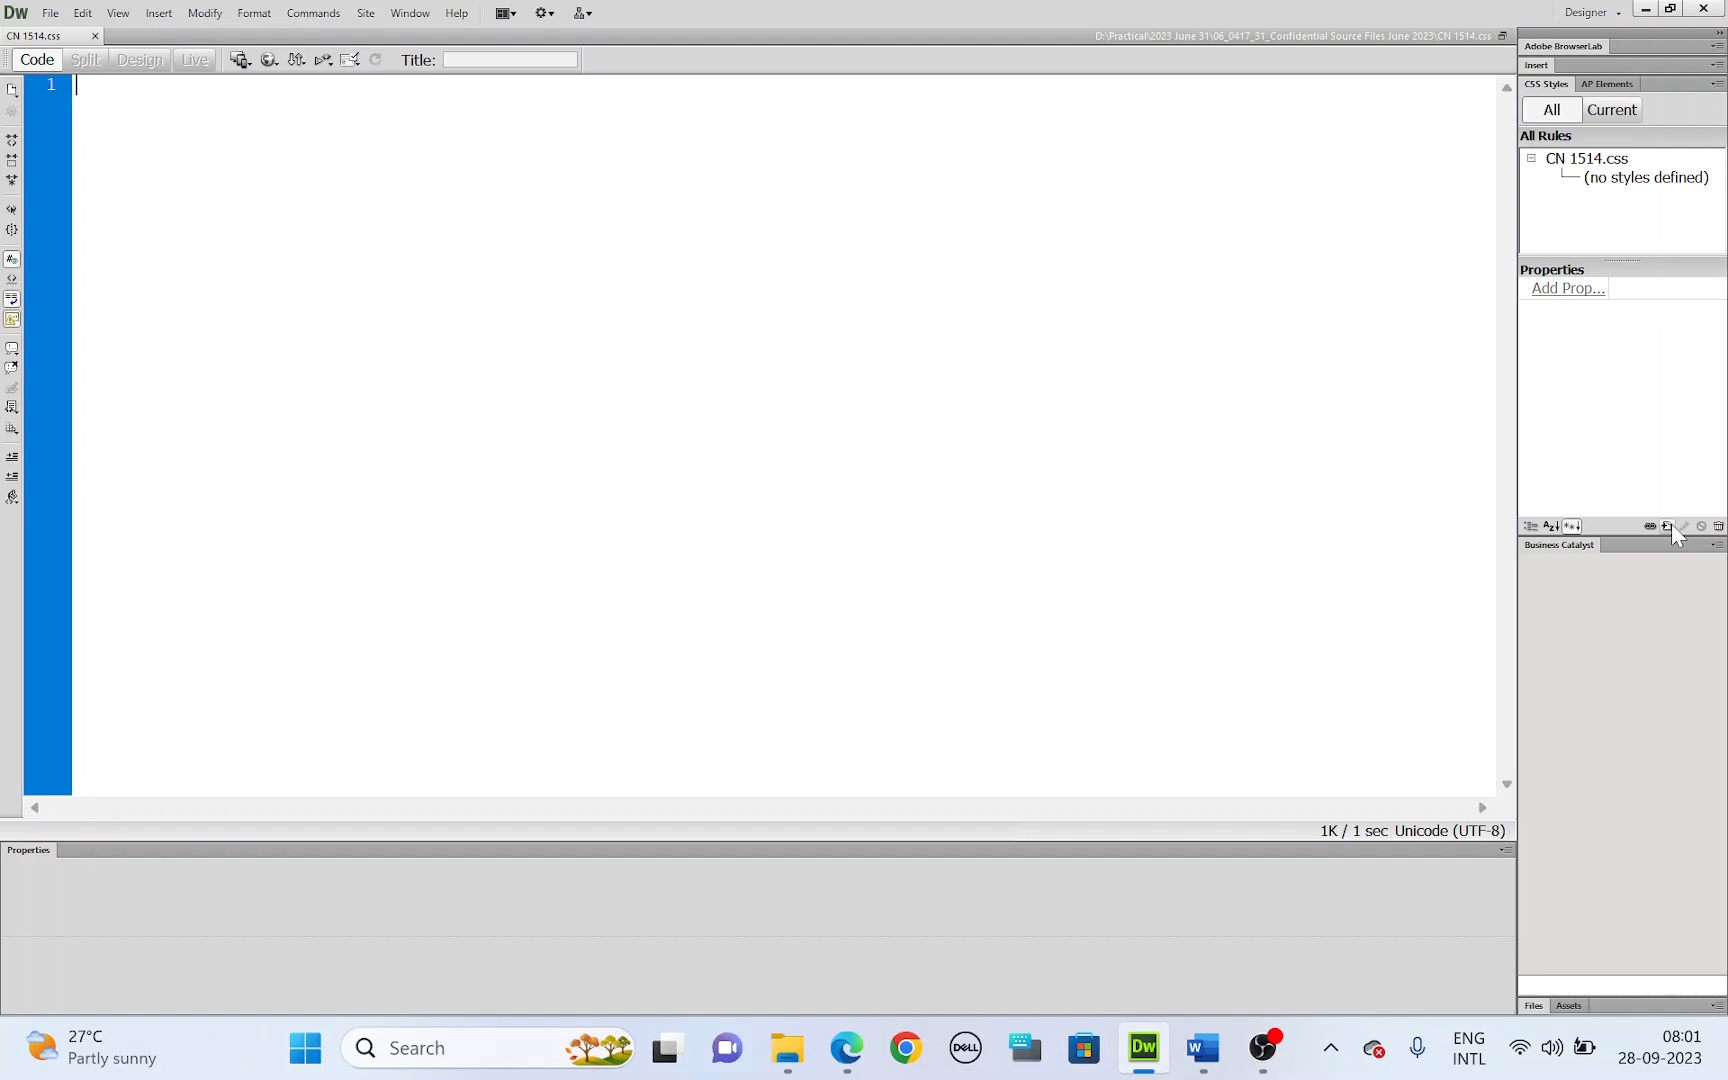 Dw File Edit View Insert Modify Format Commands Site Window Help Designer
CN 1514.css D:\Practical\2023 June 31\06_0417_31_Confidential Source Files June 2023\CN 1514.css
Code Split Design Live Title:
1
Adobe BrowserLab
Insert
CSS Styles AP Elements
All Current
All Rules
CN 1514.css
(no styles defined)
Properties
Add Prop...
Business Catalyst
1K / 1 sec Unicode (UTF-8)
Properties
Files Assets
27°C
Partly sunny
Search
DELL
Dw
W
ENG
INTL
08:01
28-09-2023